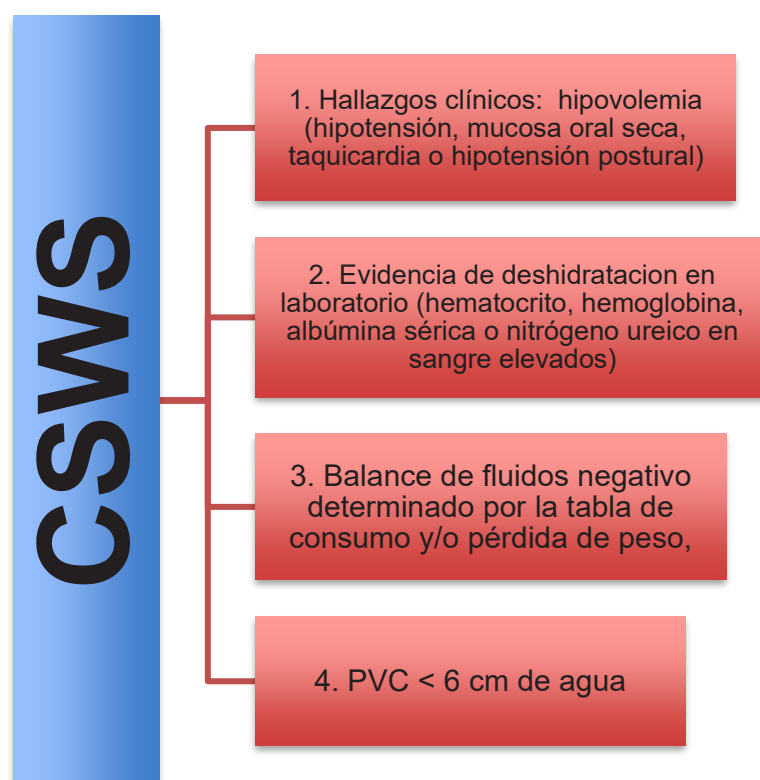 CSWS
1. Hallazgos clínicos: hipovolemia
(hipotensión, mucosa oral seca,
taquicardia o hipotensión postural)
2. Evidencia de deshidratacion en
laboratorio (hematocrito, hemoglobina,
albúmina sérica o nitrógeno ureico en
sangre elevados)
3. Balance de fluidos negativo
determinado por la tabla de
consumo y/o pérdida de peso,
4. PVC < 6 cm de agua